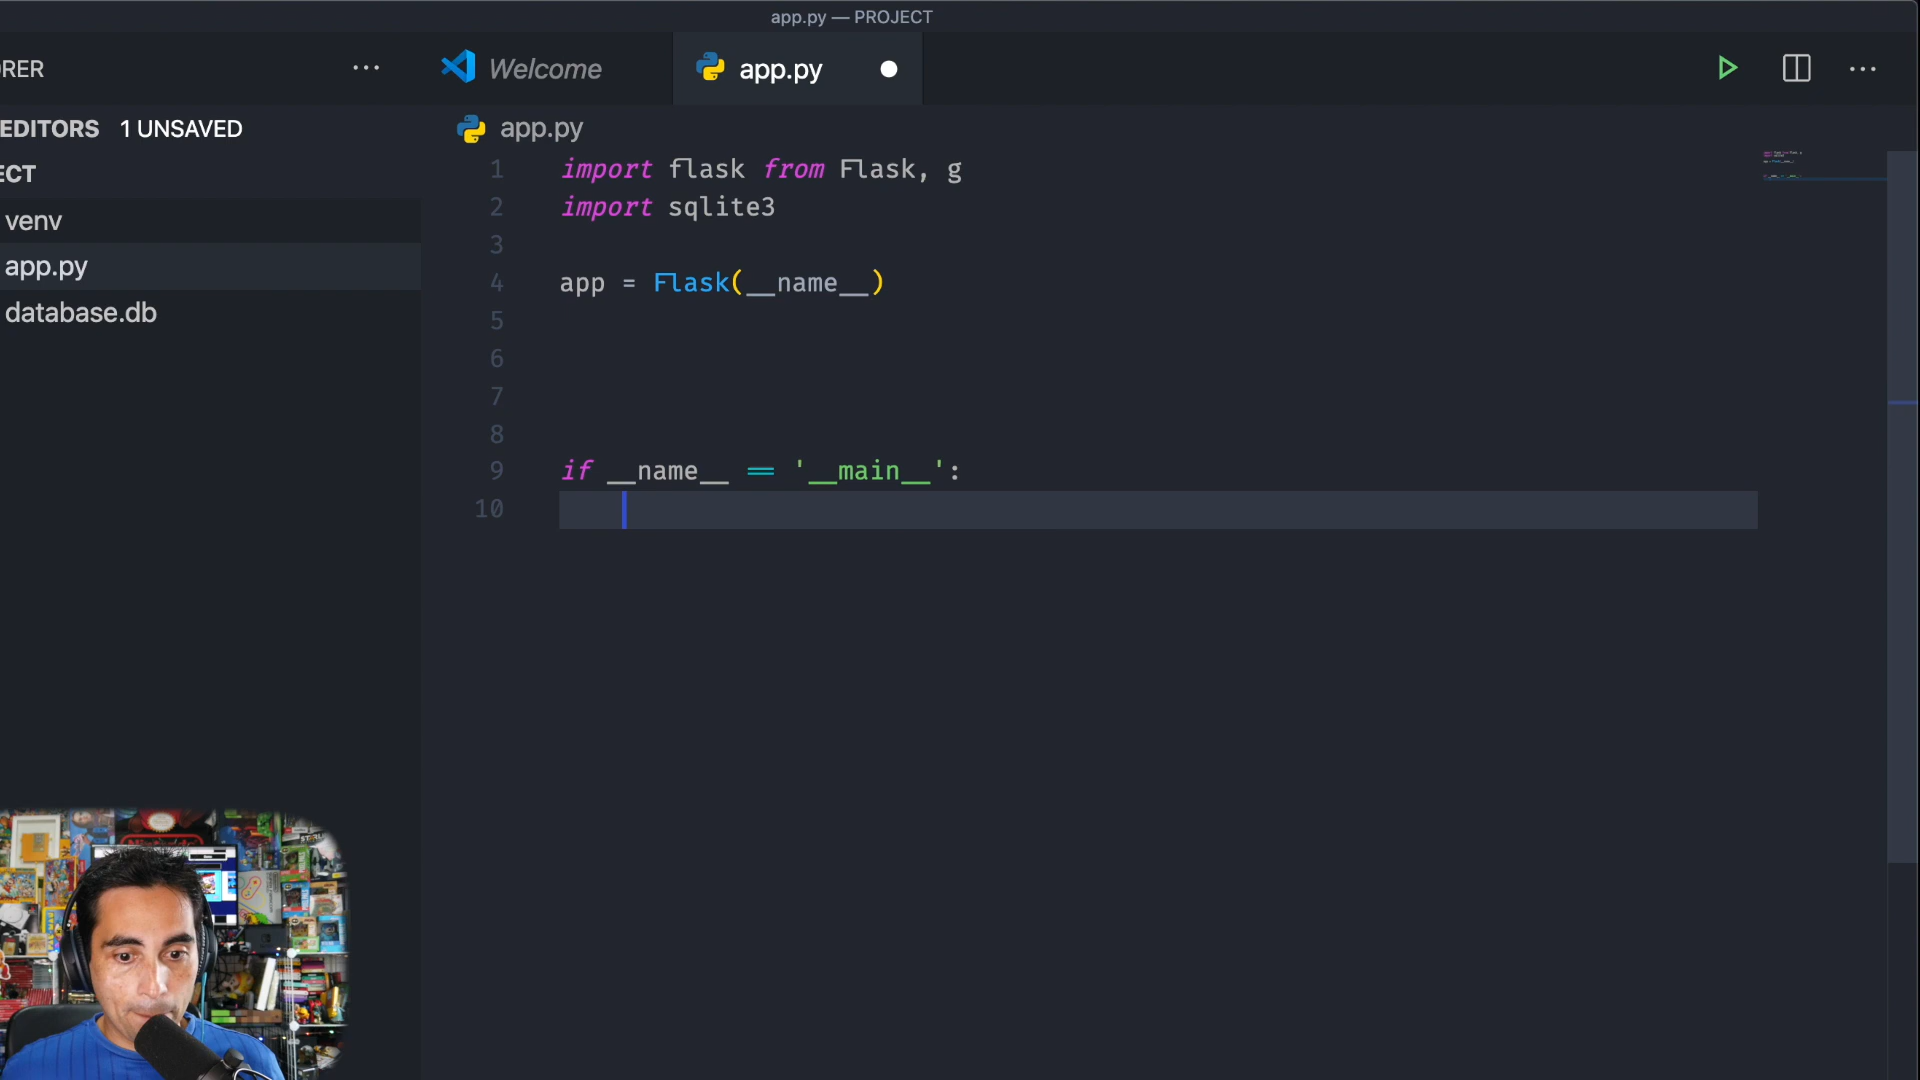 app.py — PROJECT
ORER
···
Welcome
app.py
···
EDITORS 1 UNSAVED
app.py
ECT
venv
app.py
database.db
1 import flask from Flask, g
2 import sqlite3
3
4 app = Flask(__name__)
5
6
7
8
9 if __name__ == '__main__':
10
Nintendo